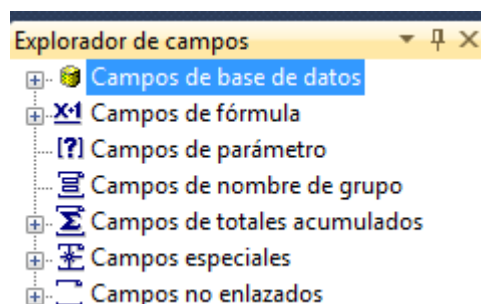 Explorador de campos
Campos de base de datos
X+1 Campos de fórmula
[?] Campos de parámetro
Campos de nombre de grupo
Σ Campos de totales acumulados
Campos especiales
Campos no enlazados